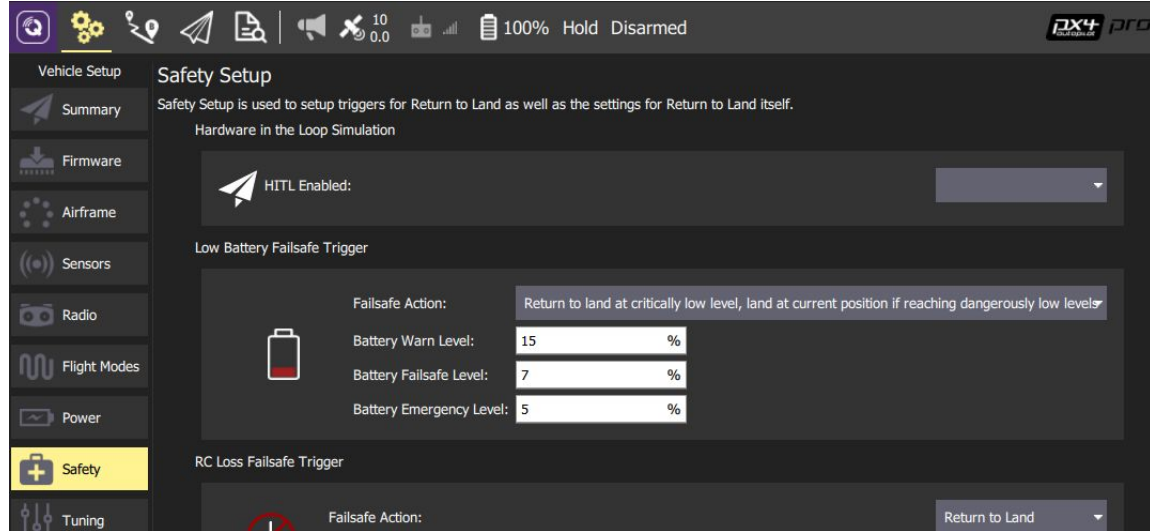 10
0.0
100% Hold Disarmed
px4 pro
autopilot
Vehicle Setup
Summary
Firmware
Airframe
Sensors
Radio
Flight Modes
Power
Safety
Tuning
Safety Setup
Safety Setup is used to setup triggers for Return to Land as well as the settings for Return to Land itself.
Hardware in the Loop Simulation
HITL Enabled:
Low Battery Failsafe Trigger
Failsafe Action: Return to land at critically low level, land at current position if reaching dangerously low levels
Battery Warn Level: 15 %
Battery Failsafe Level: 7 %
Battery Emergency Level: 5 %
RC Loss Failsafe Trigger
Failsafe Action: Return to Land